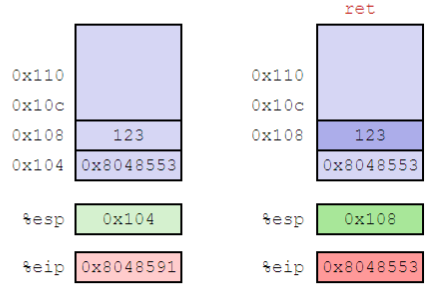 ret
0x110 0x110
0x10c 0x10c
0x108 123 0x108 123
0x104 0x8048553 0x8048553
%esp 0x104 %esp 0x108
%eip 0x8048591 %eip 0x8048553